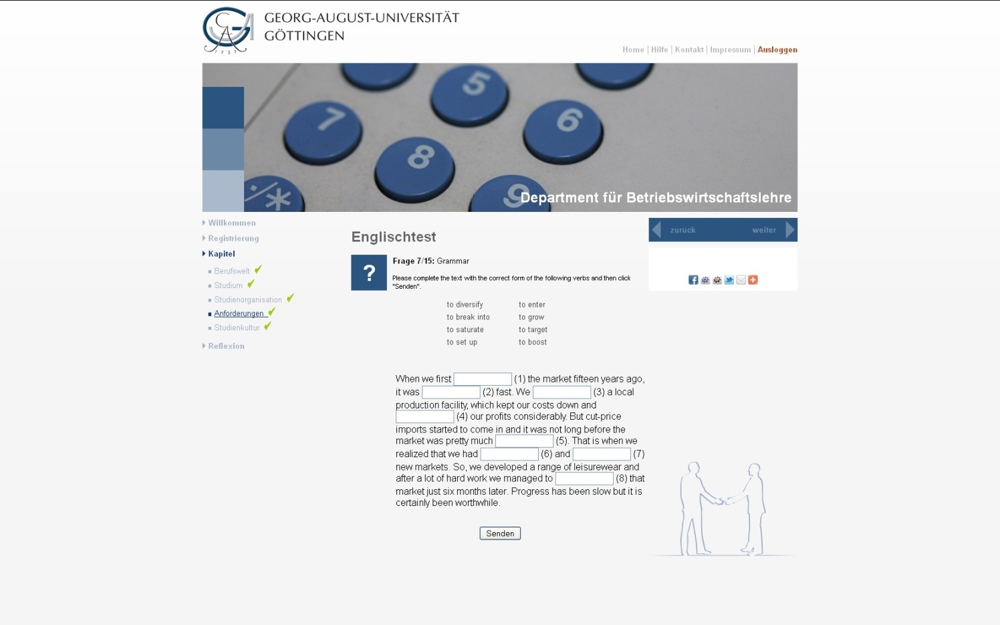 GEORG-AUGUST-UNIVERSITÄT
GÖTTINGEN
1737
Home | Hilfe | Kontakt | Impressum | Ausloggen
5
7
6
8
9
Department für Betriebswirtschaftslehre
Willkommen
Registrierung
Kapitel
Berufswelt
Studium
Studienorganisation
Anforderungen
Studienkultur
Reflexion
Englischtest
zurück weiter
? Frage 7/15: Grammar
Please complete the text with the correct form of the following verbs and then click
"Senden".
to diversify to enter
to break into to grow
to saturate to target
to set up to boost
When we first (1) the market fifteen years ago,
it was (2) fast. We (3) a local
production facility, which kept our costs down and
(4) our profits considerably. But cut-price
imports started to come in and it was not long before the
market was pretty much (5). That is when we
realized that we had (6) and (7)
new markets. So, we developed a range of leisurewear and
after a lot of hard work we managed to (8) that
market just six months later. Progress has been slow but it is
certainly been worthwhile.
Senden